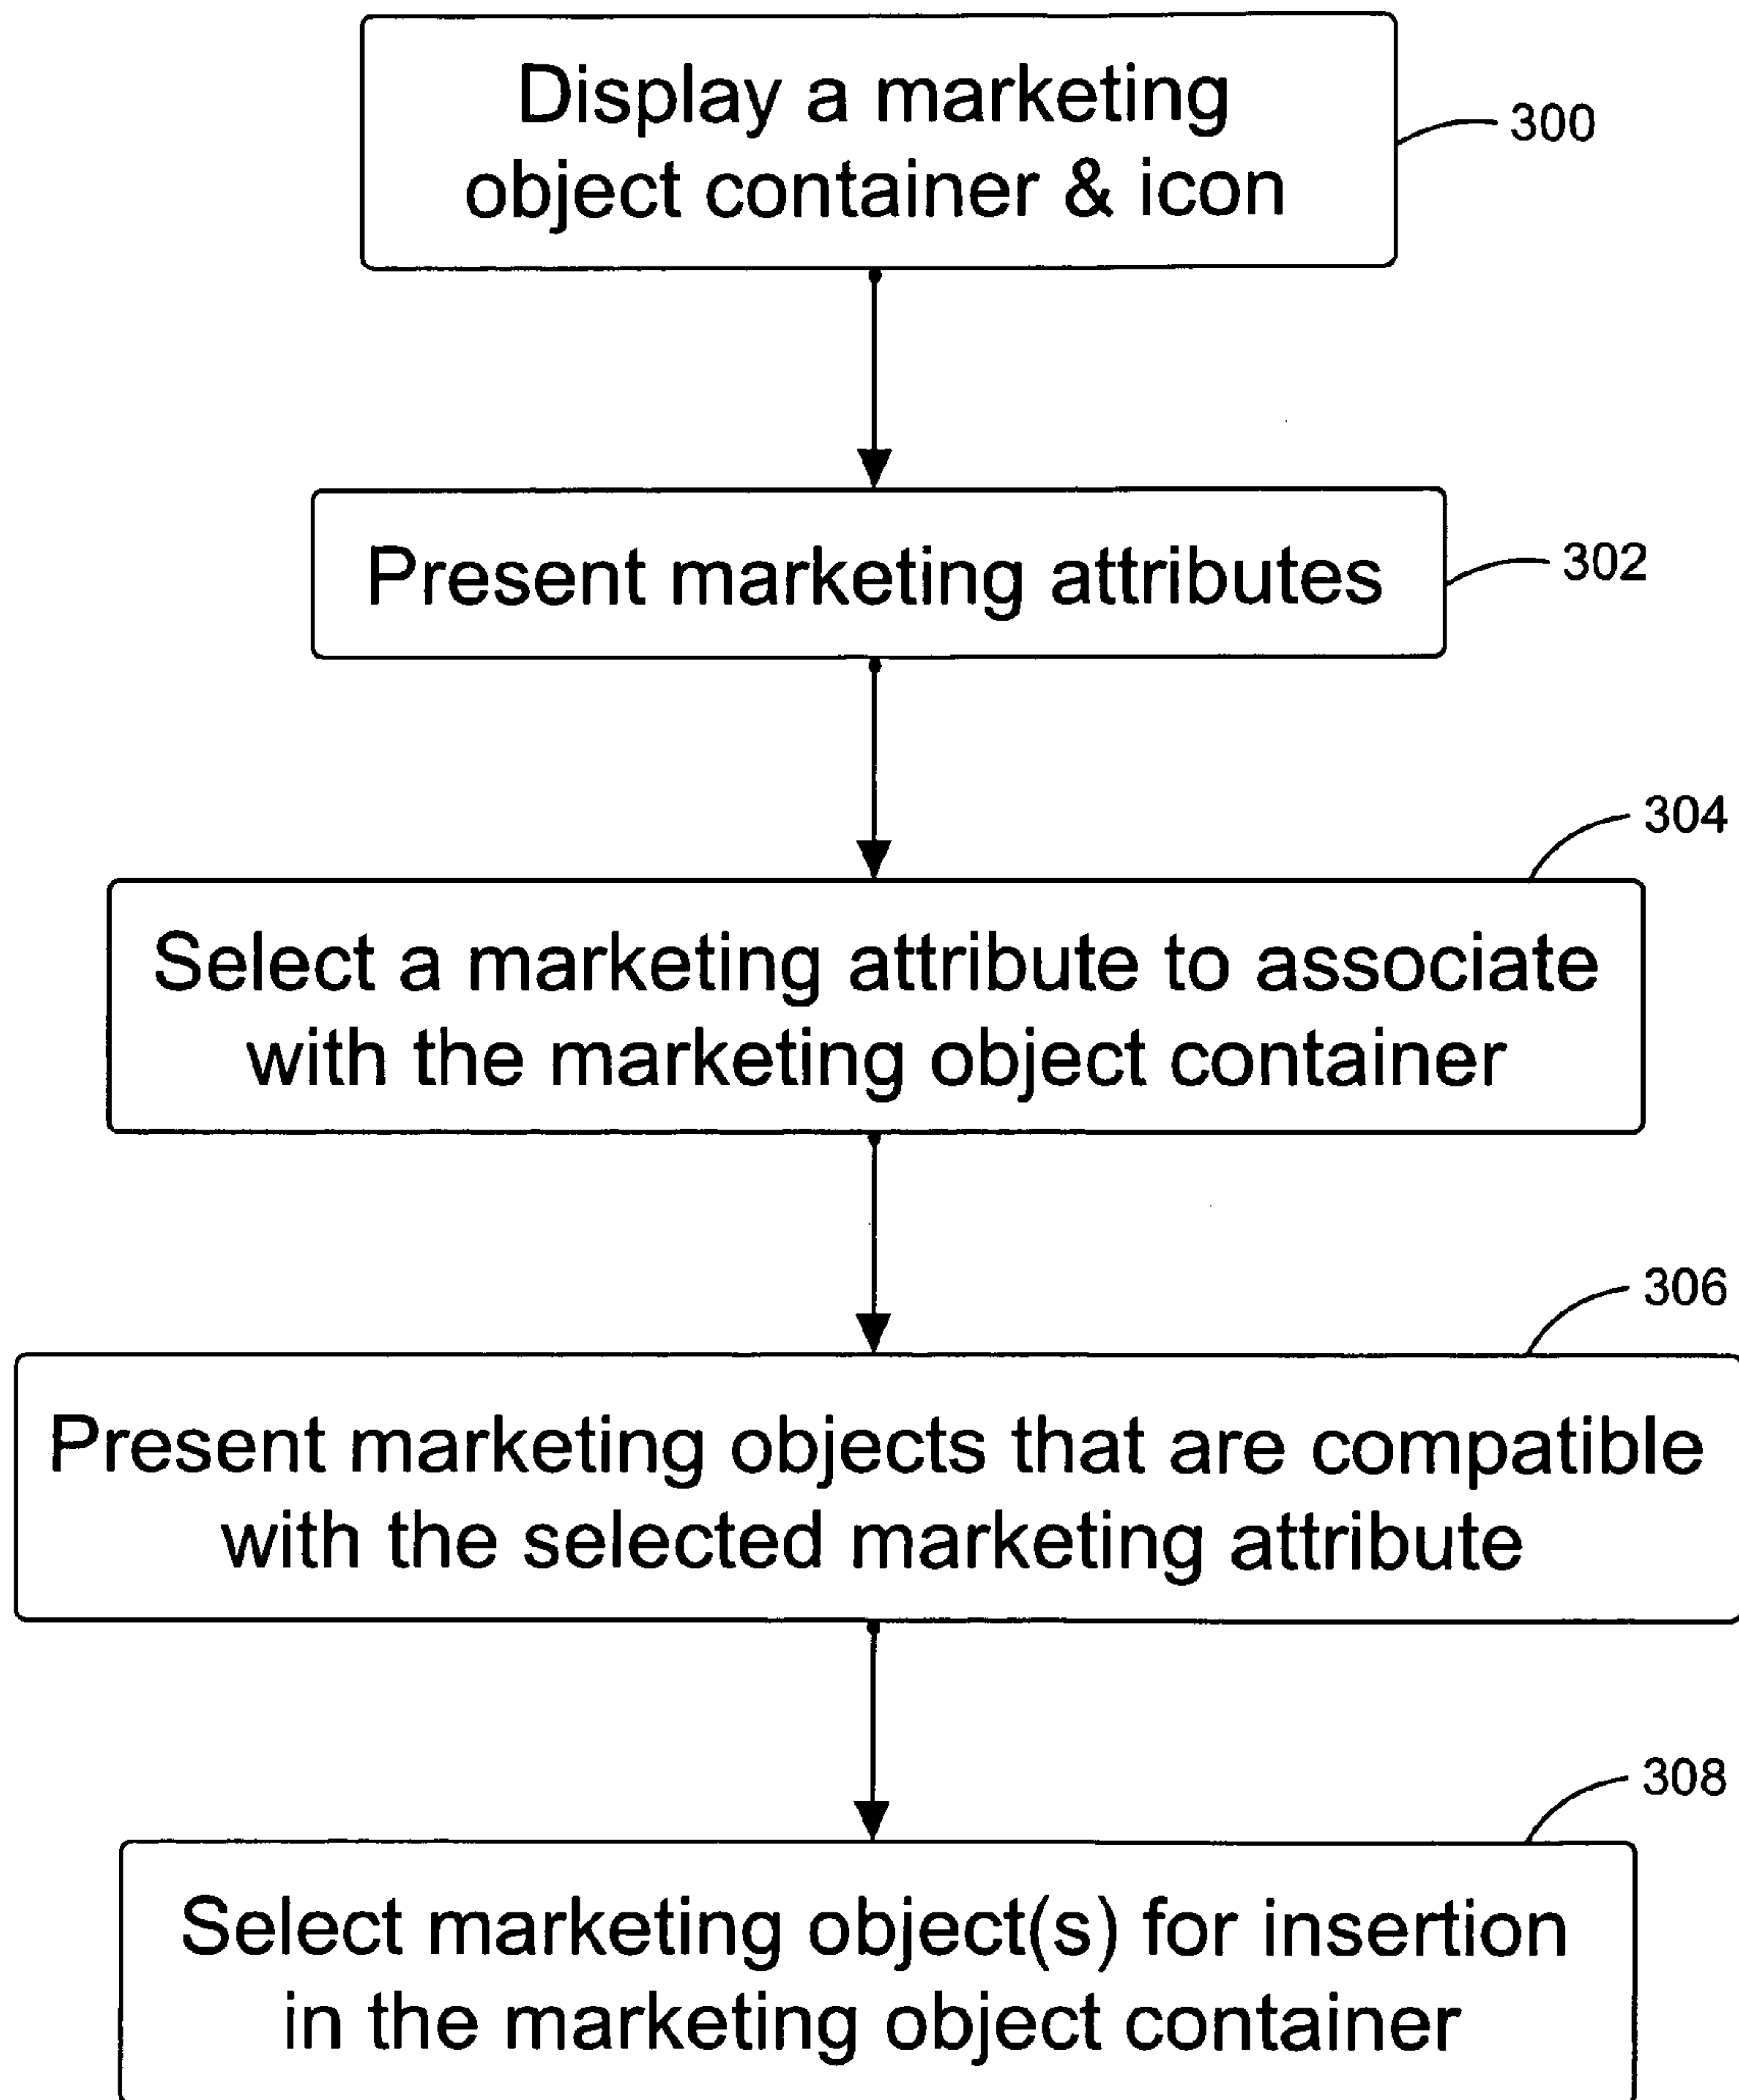 Display a marketing
object container & icon
300
Present marketing attributes
302
304
Select a marketing attribute to associate
with the marketing object container
306
Present marketing objects that are compatible
with the selected marketing attribute
308
Select marketing object(s) for insertion
in the marketing object container